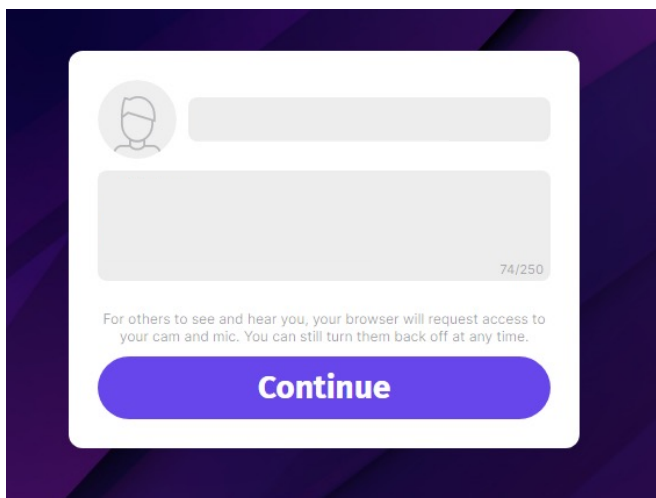 74/250
For others to see and hear you, your browser will request access to
your cam and mic. You can still turn them back off at any time.
Continue